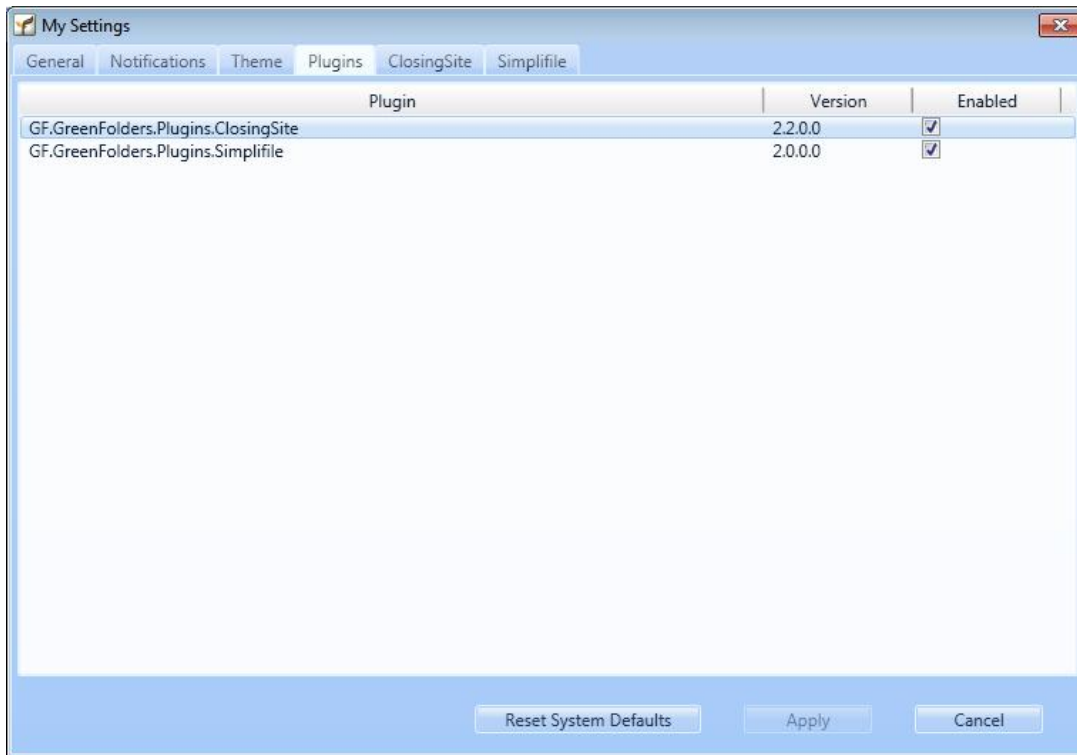 My Settings
General Notifications Theme Plugins ClosingSite Simplifile
Plugin Version Enabled
GF.GreenFolders.Plugins.ClosingSite 2.2.0.0
GF.GreenFolders.Plugins.Simplifile 2.0.0.0
Reset System Defaults Apply Cancel